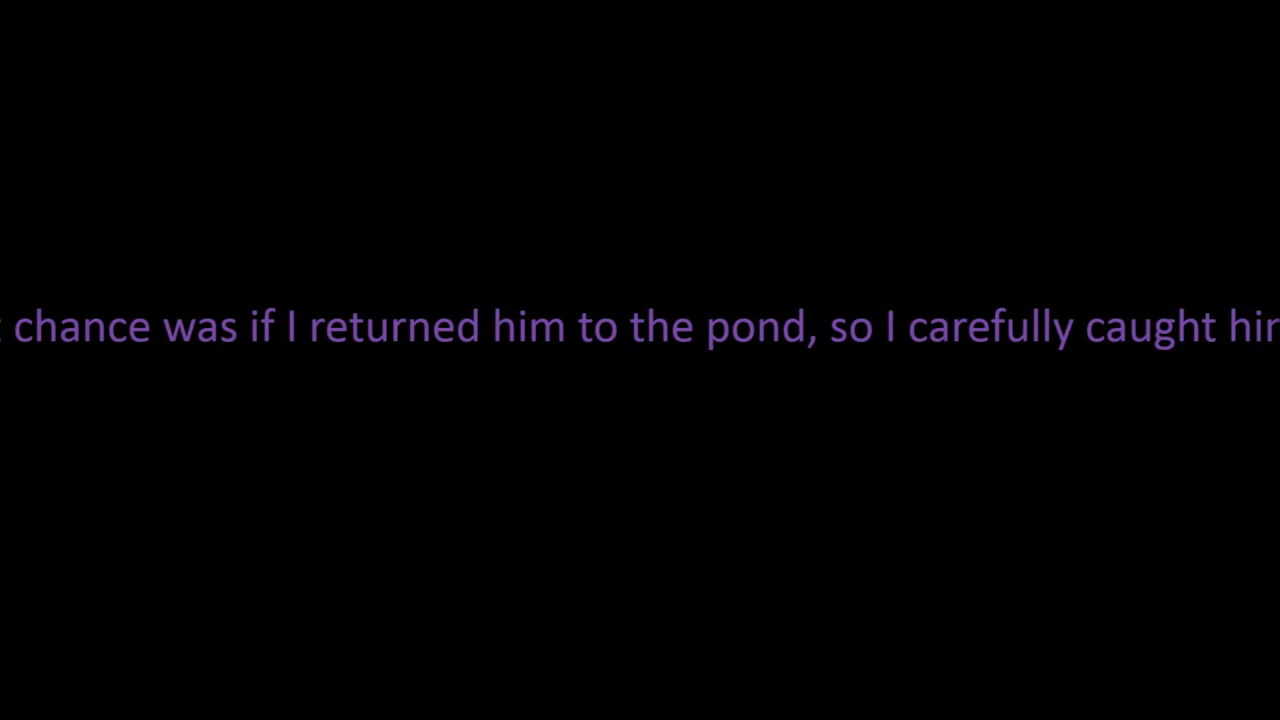 chance was if I returned him to the pond, so I carefully caught